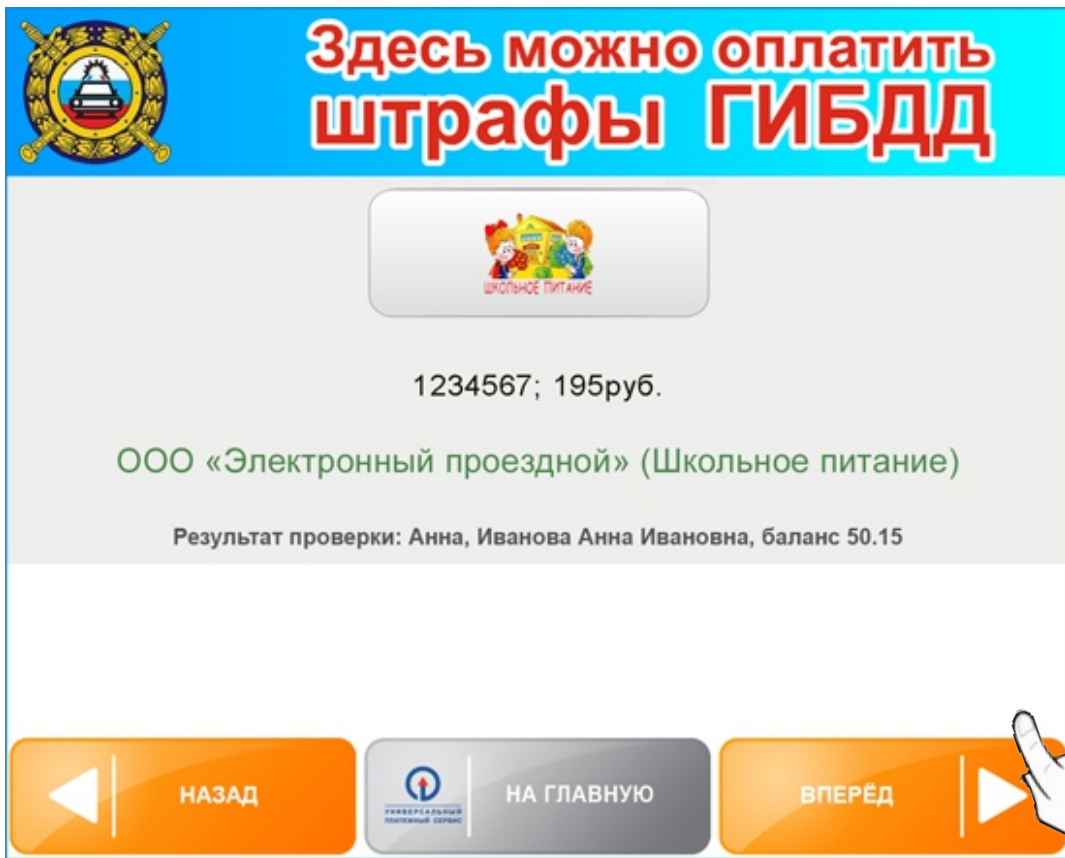 Здесь можно оплатить
штрафы ГИБДД
ШКОЛЬНОЕ ПИТАНИЕ
1234567; 195руб.
ООО «Электронный проездной» (Школьное питание)
Результат проверки: Анна, Иванова Анна Ивановна, баланс 50.15
НАЗАД
УНИВЕРСАЛЬНЫЙ
ПЛАТЕЖНЫЙ СЕРВИС
НА ГЛАВНУЮ
ВПЕРЁД